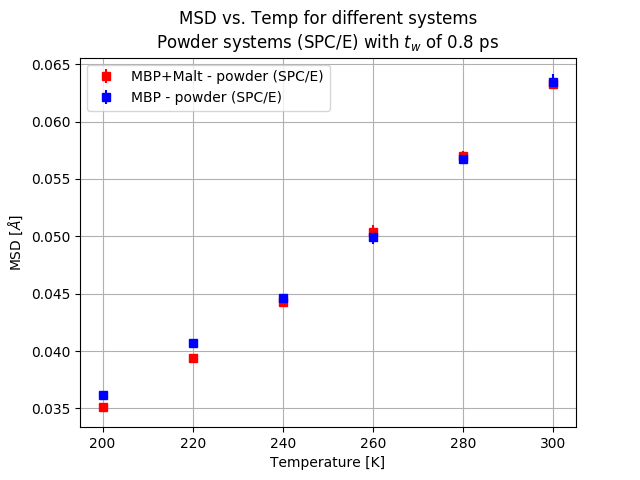 MSD vs. Temp for different systems
Powder systems (SPC/E) with t_w of 0.8 ps
MBP+Malt - powder (SPC/E)
MBP - powder (SPC/E)
MSD [Å]
0.065
0.060
0.055
0.050
0.045
0.040
0.035
200 220 240 260 280 300
Temperature [K]